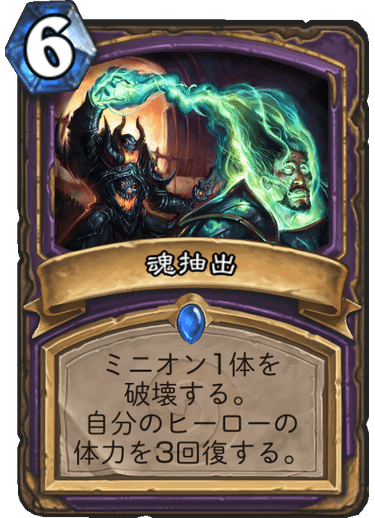 6
魂抽出
ミニオン1体を
破壊する。
自分のヒーローの
体力を3回復する。